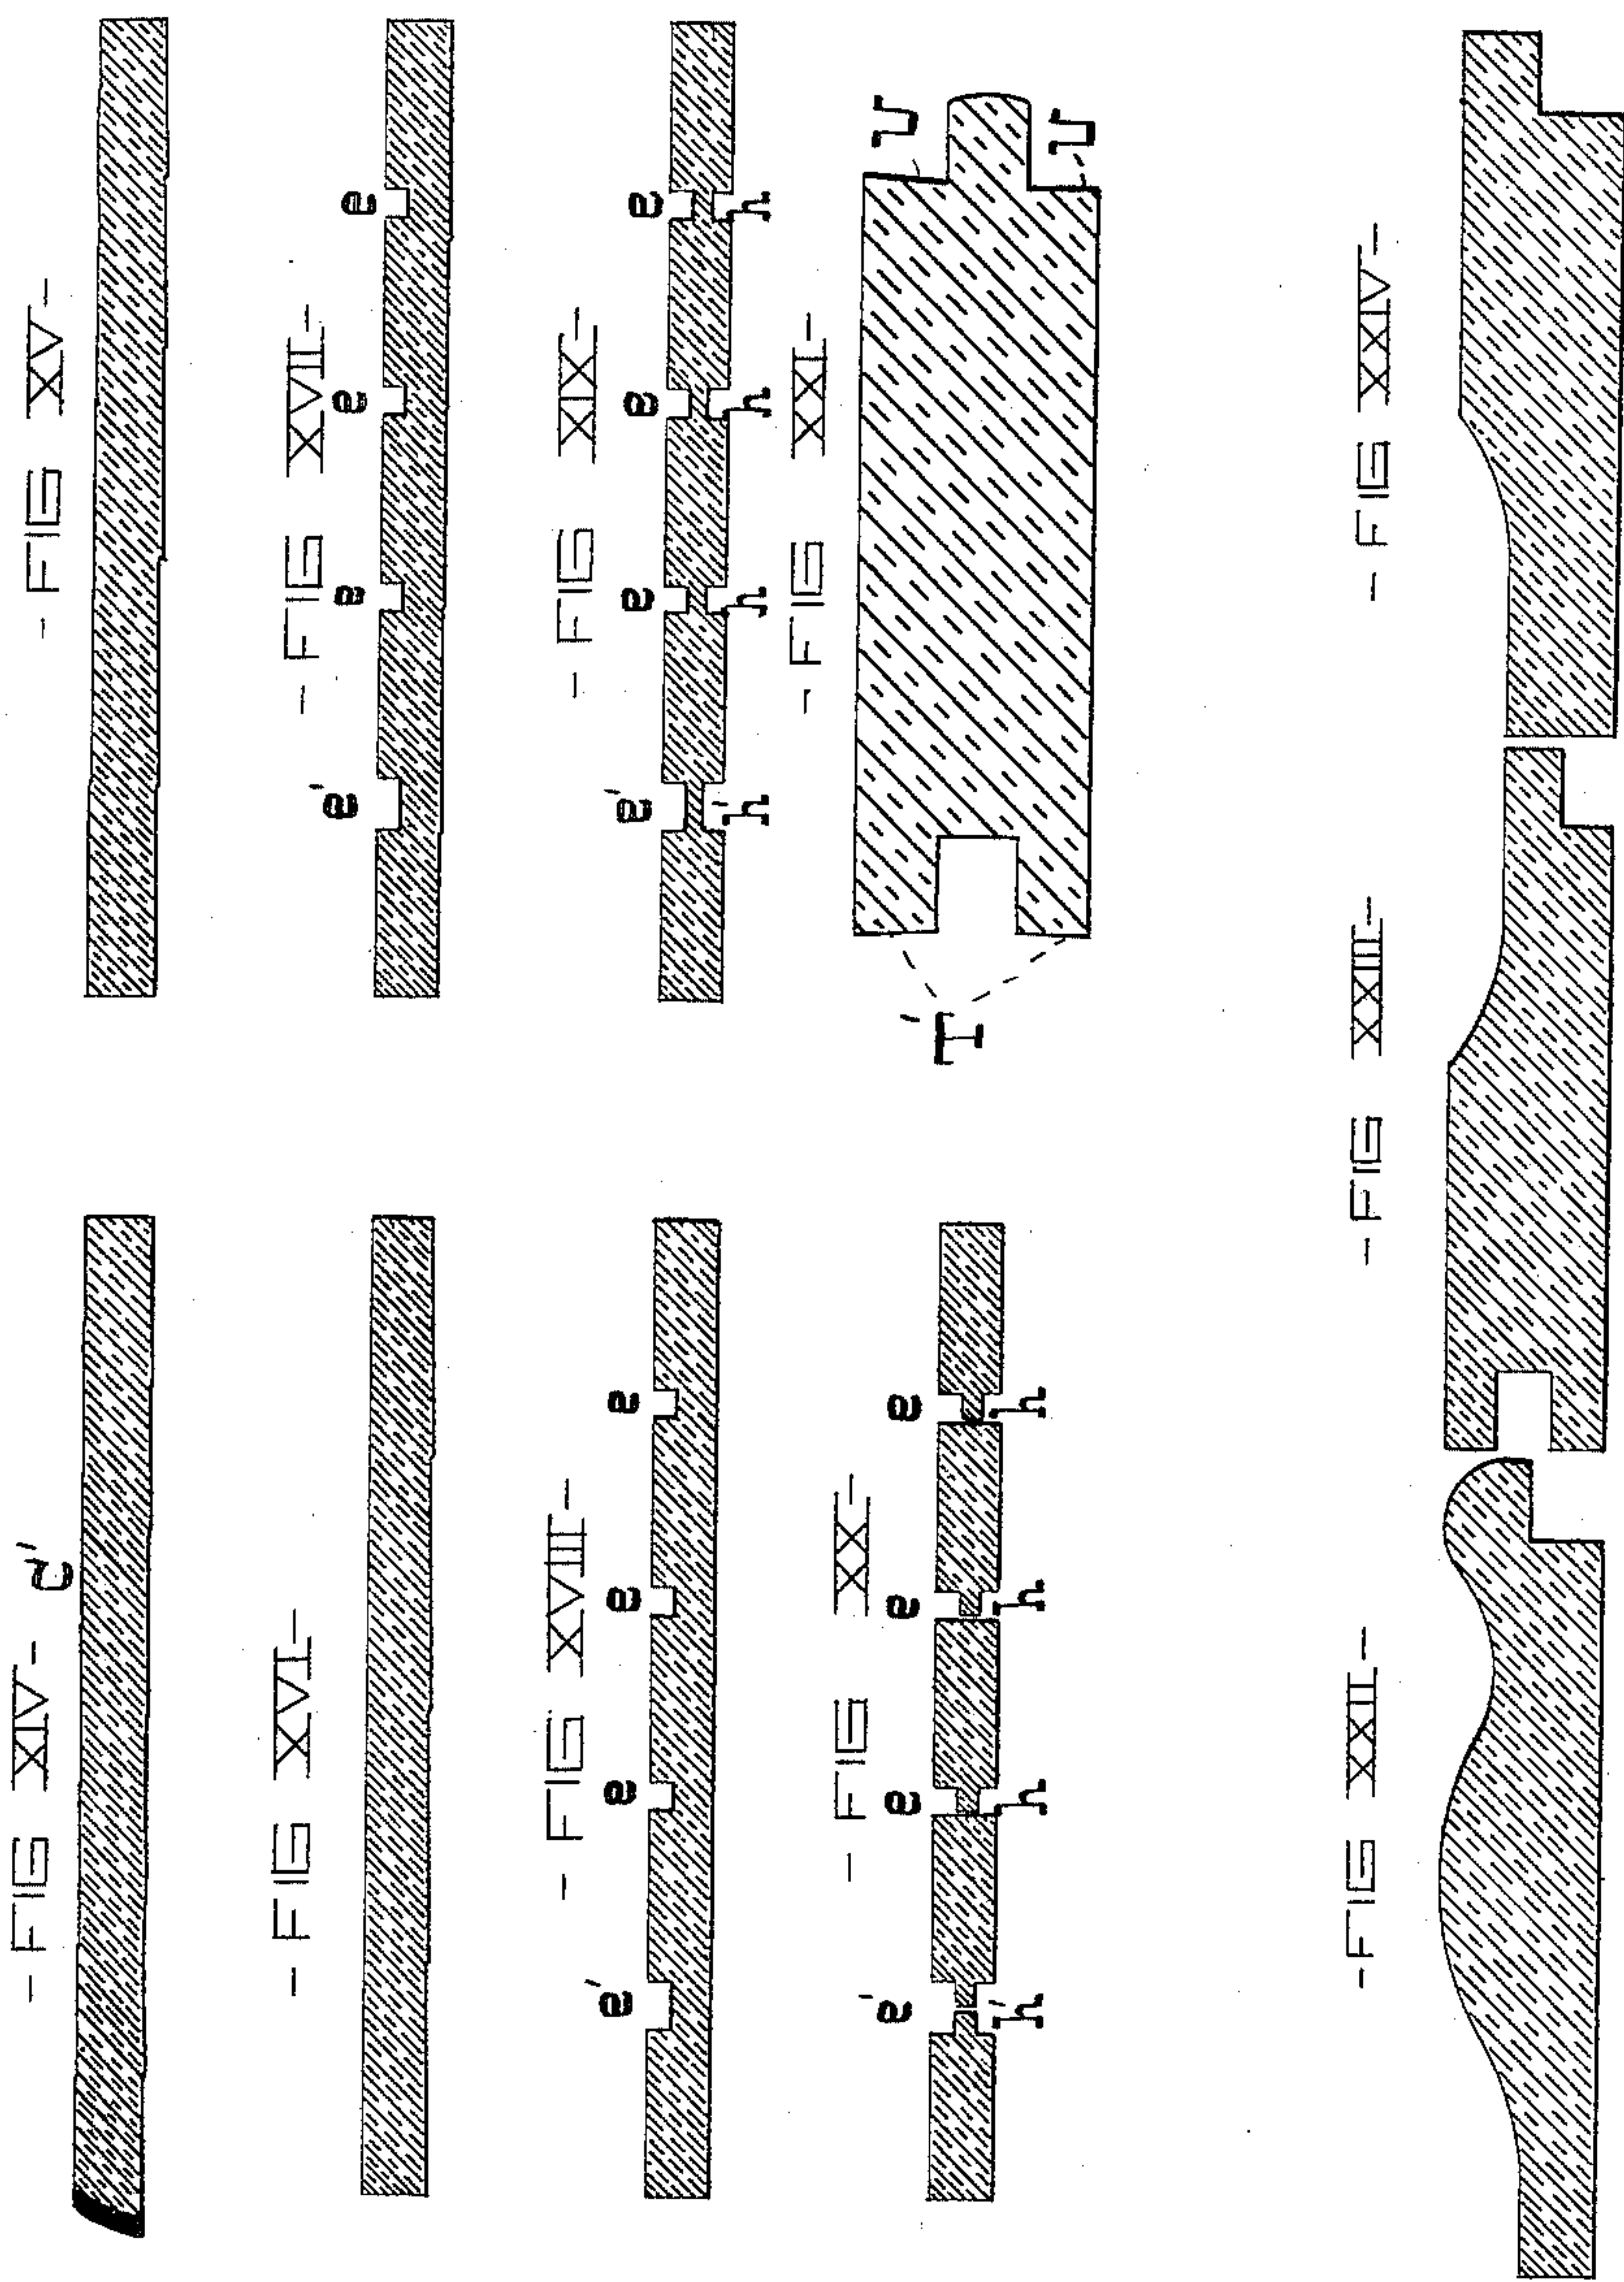 - FIG XIV -
c'
- FIG XV -
- FIG XVI -
- FIG XVII -
a' a a a
- FIG XVIII -
a' a a a
- FIG XIX -
a' a a a
h' h h h
- FIG XX -
a' a a a
h' h h h
- FIG XXI -
- FIG XXII -
- FIG XXIII -
- FIG XXIV -